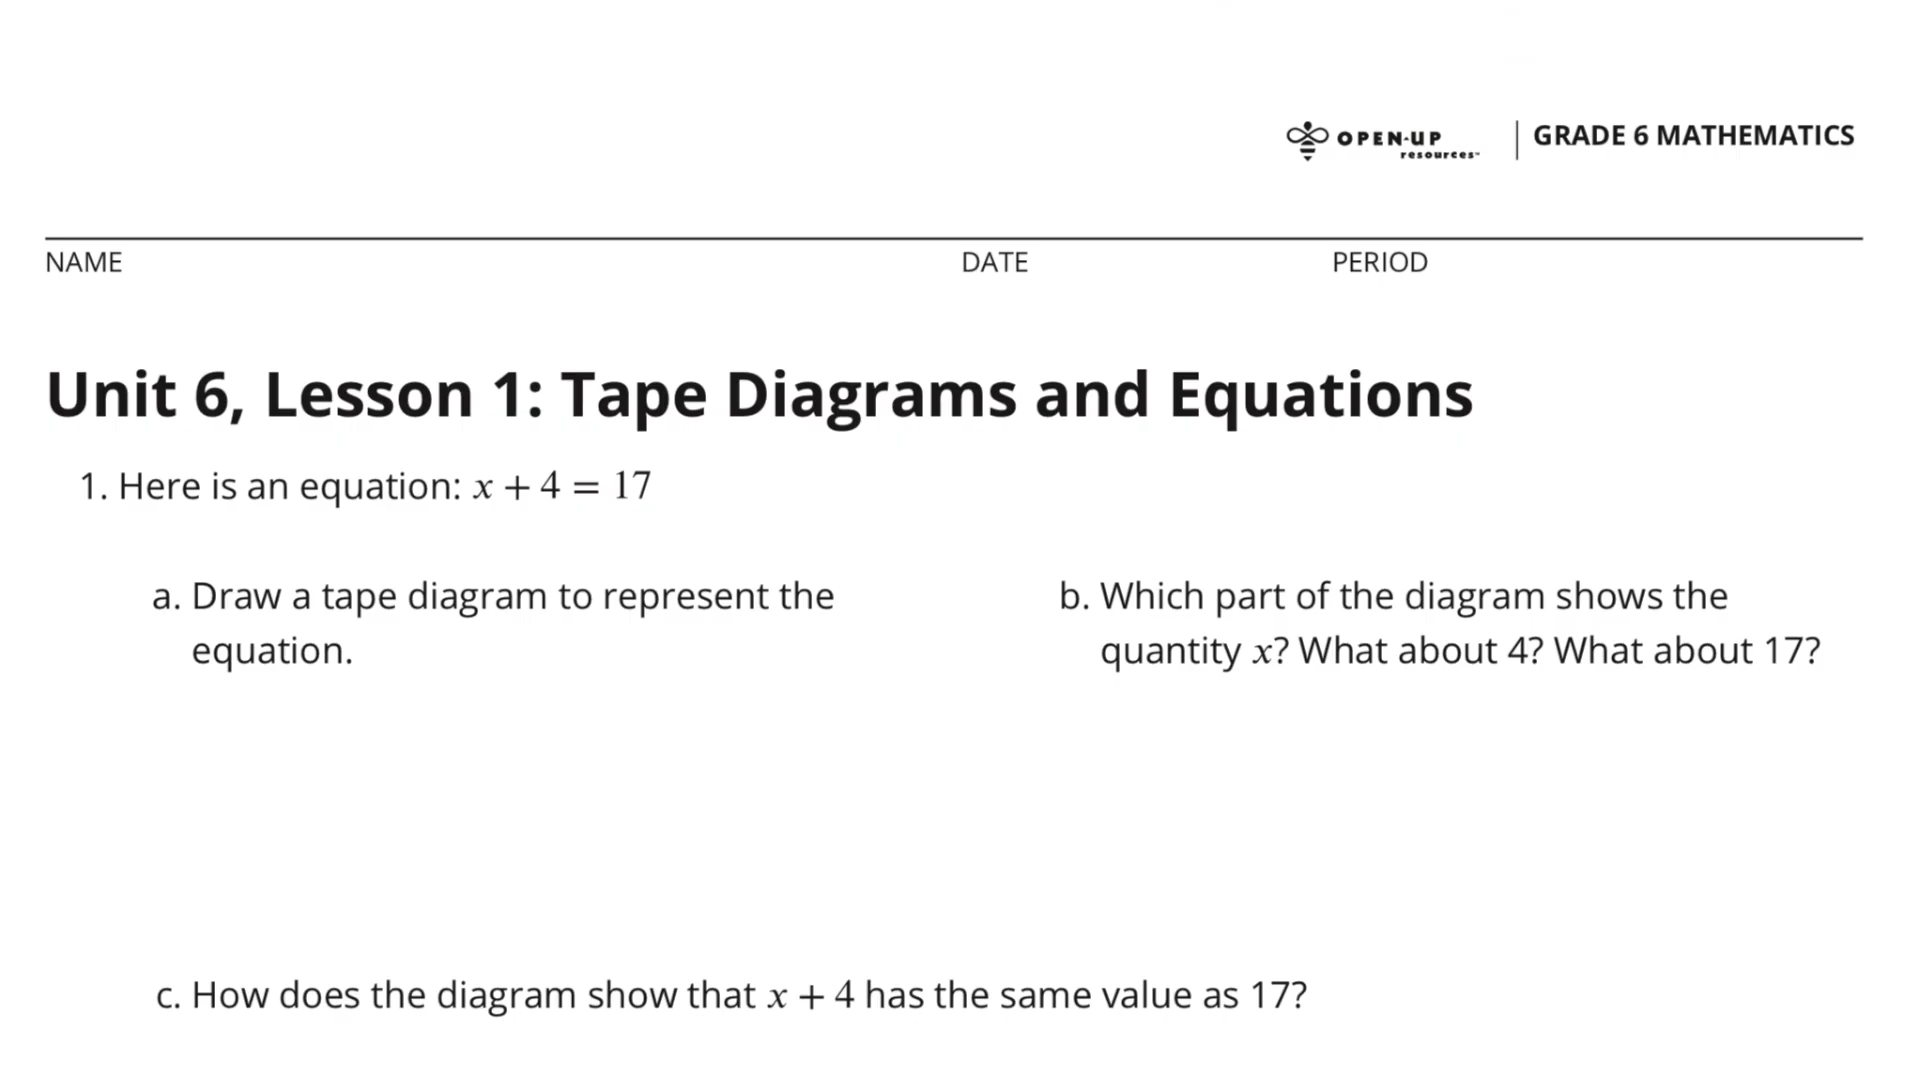 OPEN-UP
resources™
GRADE 6 MATHEMATICS
NAME DATE PERIOD
Unit 6, Lesson 1: Tape Diagrams and Equations
1. Here is an equation: x + 4 = 17
a. Draw a tape diagram to represent the
equation.
b. Which part of the diagram shows the
quantity x? What about 4? What about 17?
c. How does the diagram show that x + 4 has the same value as 17?